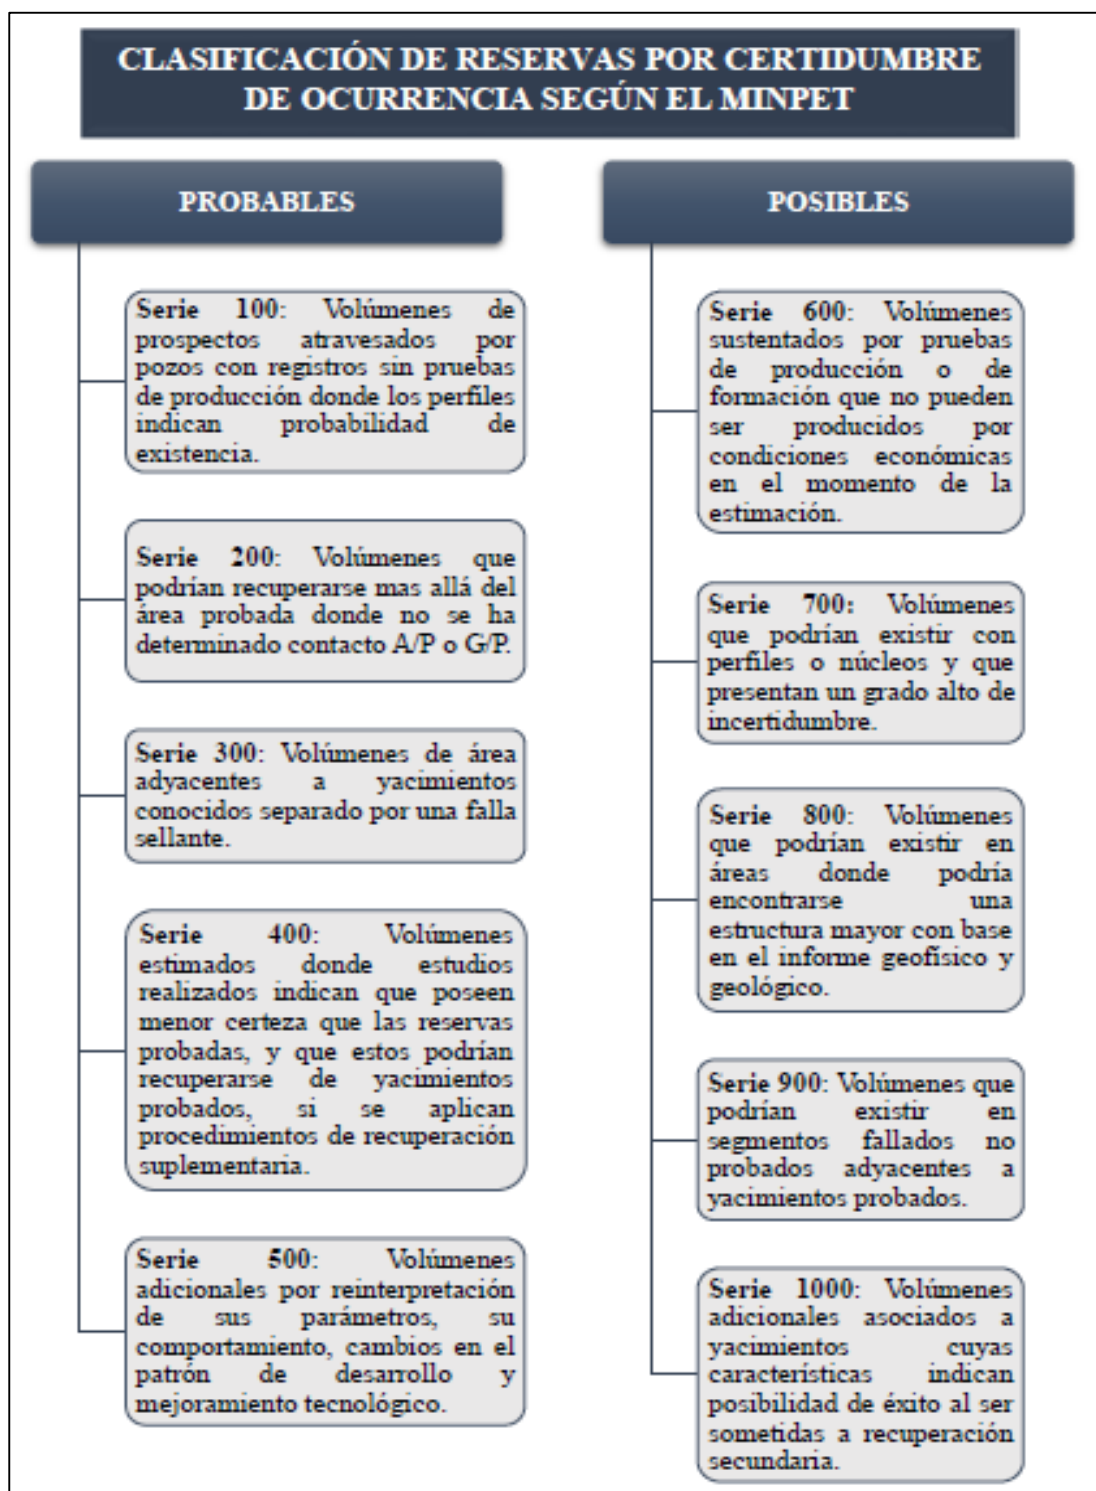 CLASIFICACIÓN DE RESERVAS POR CERTIDUMBRE
DE OCURRENCIA SEGÚN EL MINPET
PROBABLES
Serie 100: Volúmenes de
prospectos atravesados por
pozos con registros sin pruebas
de producción donde los perfiles
indican probabilidad de
existencia.
Serie 200: Volúmenes que
podrían recuperarse mas allá del
área probada donde no se ha
determinado contacto A/P o G/P.
Serie 300: Volúmenes de área
adyacentes a yacimientos
conocidos separado por una falla
sellante.
Serie 400: Volúmenes
estimados donde estudios
realizados indican que poseen
menor certeza que las reservas
probadas, y que estos podrían
recuperarse de yacimientos
probados, si se aplican
procedimientos de recuperación
suplementaria.
Serie 500: Volúmenes
adicionales por reinterpretación
de sus parámetros, su
comportamiento, cambios en el
patrón de desarrollo y
mejoramiento tecnológico.
POSIBLES
Serie 600: Volúmenes
sustentados por pruebas
de producción o de
formación que no pueden
ser producidos por
condiciones económicas
en el momento de la
estimación.
Serie 700: Volúmenes
que podrían existir con
perfiles o núcleos y que
presentan un grado alto de
incertidumbre.
Serie 800: Volúmenes
que podrían existir en
áreas donde podría
encontrarse una
estructura mayor con base
en el informe geofísico y
geológico.
Serie 900: Volúmenes que
podrían existir en
segmentos fallados no
probados adyacentes a
yacimientos probados.
Serie 1000: Volúmenes
adicionales asociados a
yacimientos cuyas
características indican
posibilidad de éxito al ser
sometidas a recuperación
secundaria.